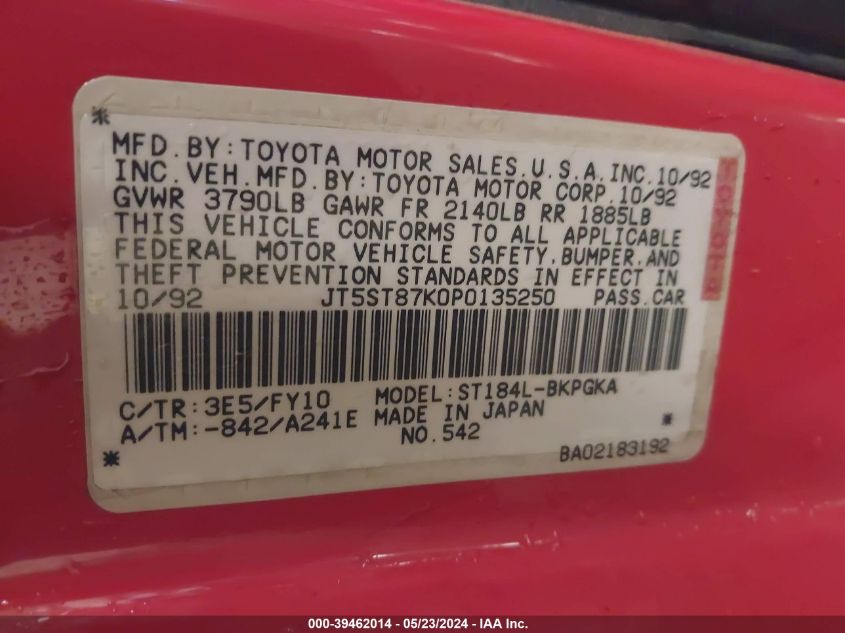 MFD.BY:TOYOTA MOTOR SALES.U.S.A.INC.10/92
INC.VEH.MFD.BY:TOYOTA MOTOR CORP.10/92
GVWR 3790LB GAWR FR 2140LB RR 1885LB
THIS VEHICLE CONFORMS TO ALL APPLICABLE
FEDERAL MOTOR VEHICLE SAFETY,BUMPER,AND
THEFT PREVENTION STANDARDS IN EFFECT IN
10/92 JT5ST87K0P0135250 PASS.CAR
C/TR:3E5/FY10 MODEL:ST184L-BKPGKA
A/TM:-842/A241E MADE IN JAPAN
NO.542
BA02183192
000-39462014 — 05/23/2024 — IAA Inc.